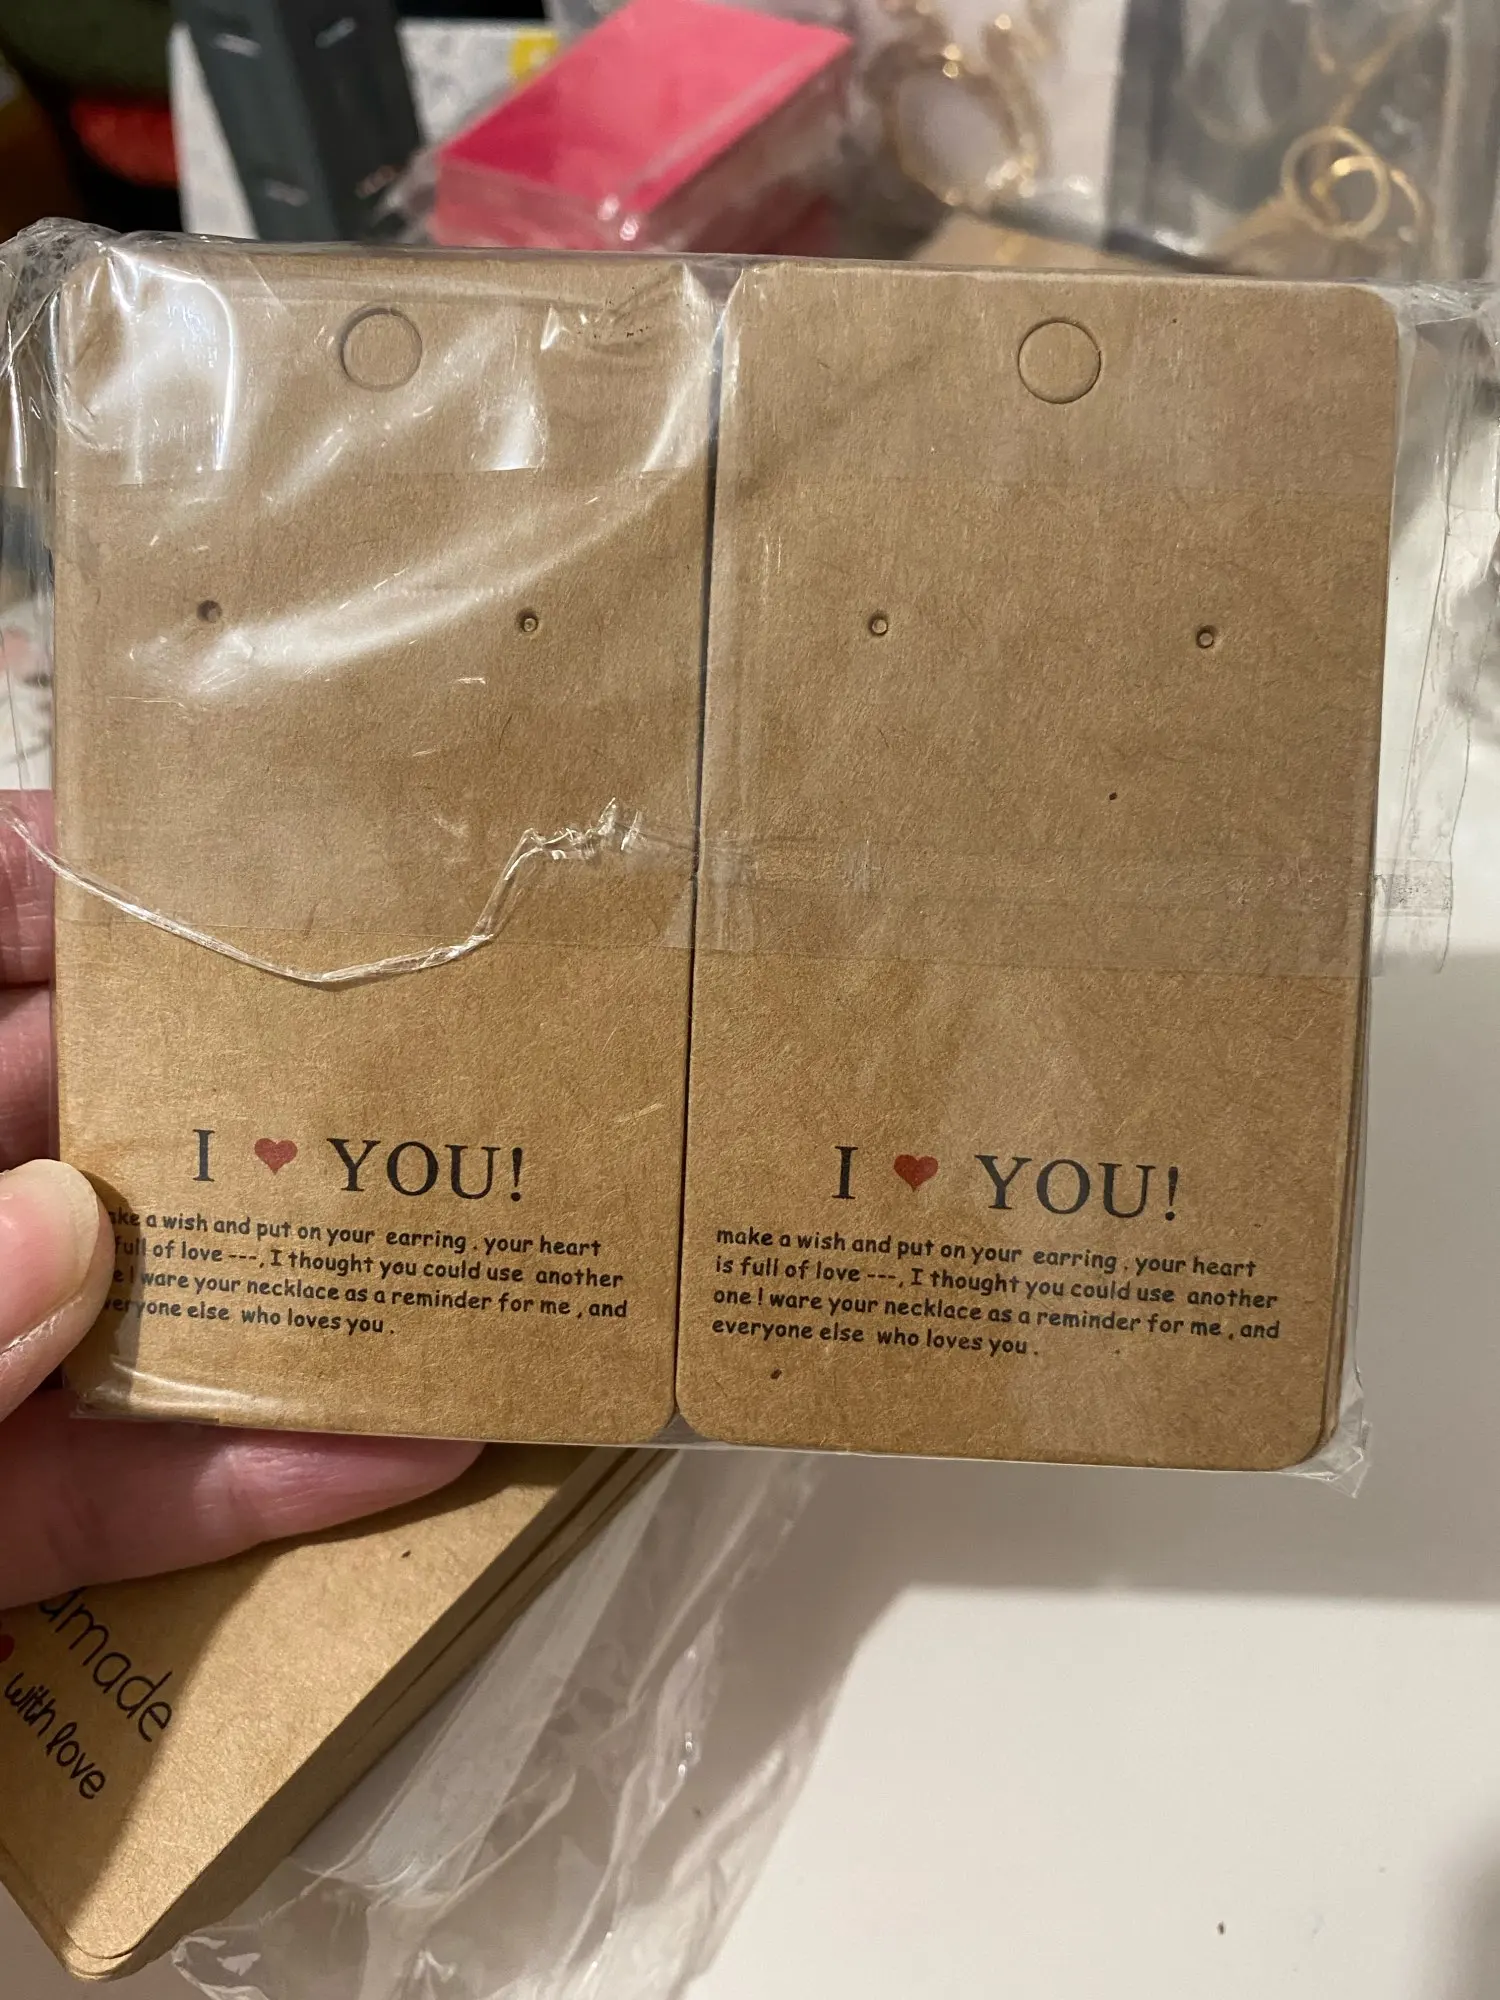 I ❤ YOU!
a wish and put on your earring . your heart
full of love ---, I thought you could use another
e ! ware your necklace as a reminder for me , and
everyone else who loves you .
I ❤ YOU!
make a wish and put on your earring . your heart
is full of love ---, I thought you could use another
one ! ware your necklace as a reminder for me , and
everyone else who loves you .
with love